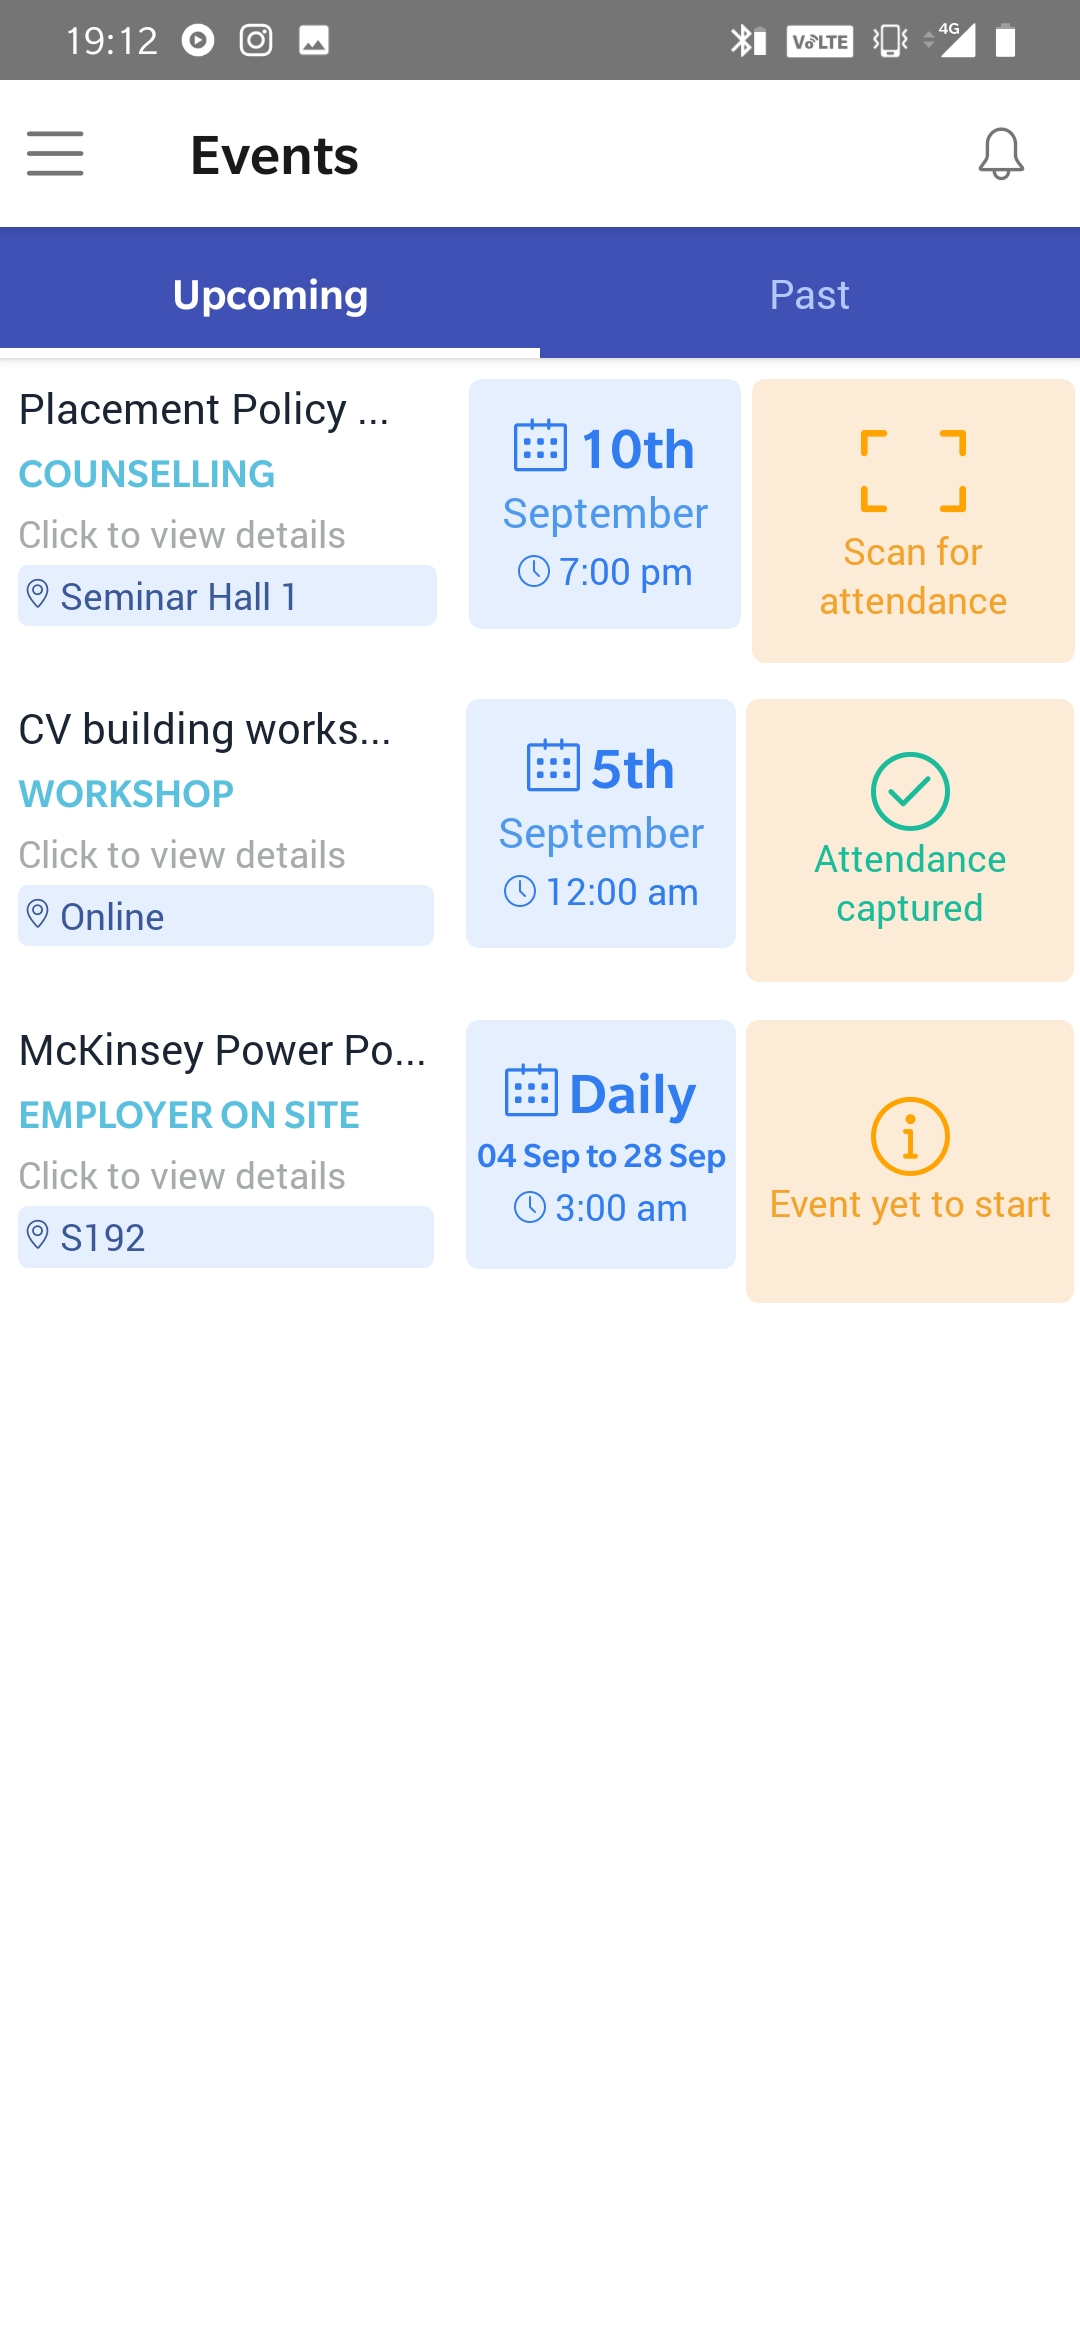 19:12
VoLTE
4G
Events
Upcoming
Past
Placement Policy ...
COUNSELLING
Click to view details
Seminar Hall 1
10th
September
7:00 pm
Scan for
attendance
CV building works...
WORKSHOP
Click to view details
Online
5th
September
12:00 am
Attendance
captured
McKinsey Power Po...
EMPLOYER ON SITE
Click to view details
S192
Daily
04 Sep to 28 Sep
3:00 am
Event yet to start